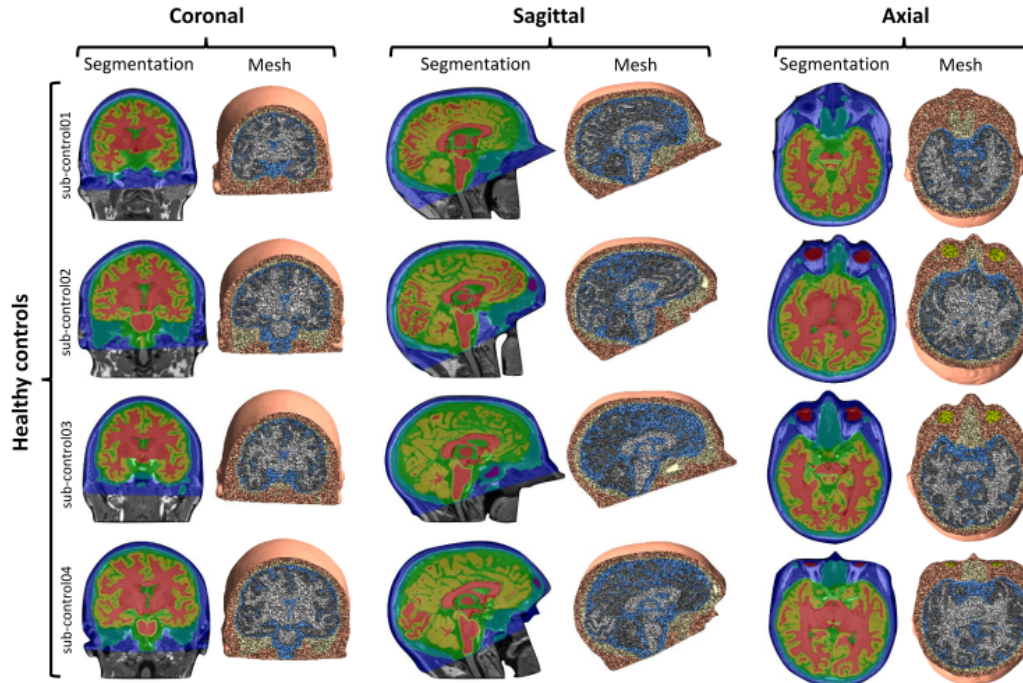 Coronal
Sagittal
Axial
Segmentation
Mesh
Segmentation
Mesh
Segmentation
Mesh
Healthy controls
sub-control01
sub-control02
sub-control03
sub-control04